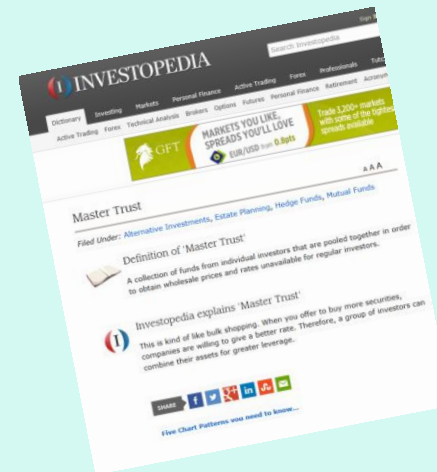 Sign
INVESTOPEDIA
Search Investopedia
Dictionary Investing Markets Personal Finance Active Trading Forex Professionals
Active Trading Forex Technical Analysis Brokers Options Futures Personal Finance Retirement Acronym
GFT
MARKETS YOU LIKE,
SPREADS YOU'LL LOVE
EUR/USD from 0.8pts
Trade 1,200+ markets
with some of the tightest
spreads available
A A A
Master Trust
Filed Under: Alternative Investments, Estate Planning, Hedge Funds, Mutual Funds
Definition of 'Master Trust'
A collection of funds from individual investors that are pooled together in order
to obtain wholesale prices and rates unavailable for regular investors.
Investopedia explains 'Master Trust'
This is kind of like bulk shopping. When you offer to buy more securities,
companies are willing to give a better rate. Therefore, a group of investors can
combine their assets for greater leverage.
SHARE
Five Chart Patterns you need to know...